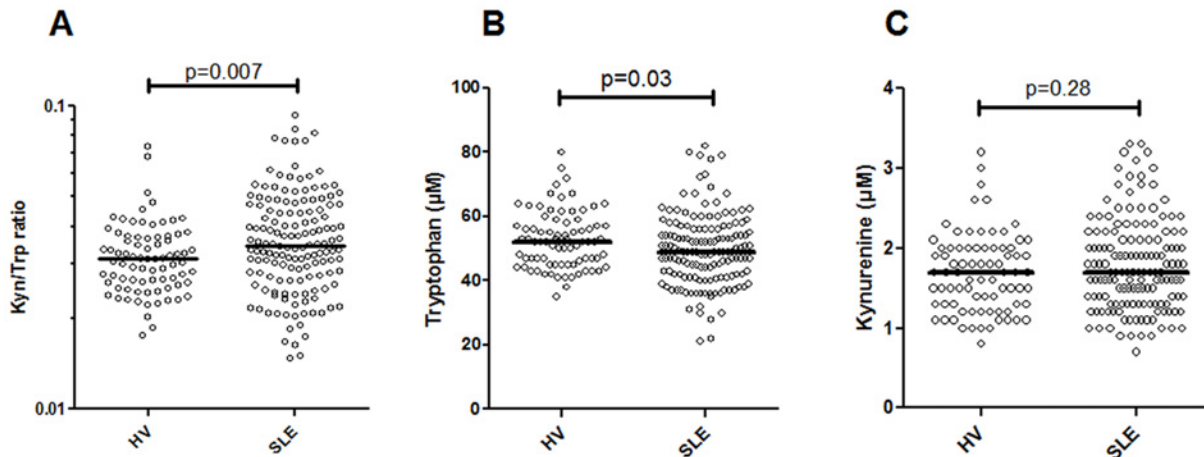 A
p=0.007
Kyn/Trp ratio
0.1
0.01
HV
SLE
B
p=0.03
Tryptophan (µM)
100
80
60
40
20
0
HV
SLE
C
p=0.28
Kynurenine (µM)
4
3
2
1
0
HV
SLE